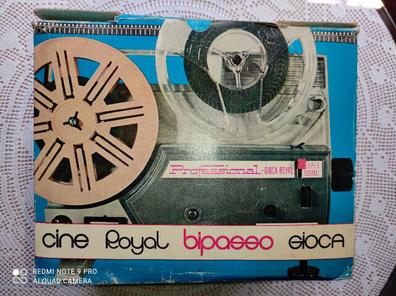 Professional - GIOCA ROYAL
SUPER
NORMAL
cine Royal bipasso GIOCA
REDMI NOTE 9 PRO
AI QUAD CAMERA